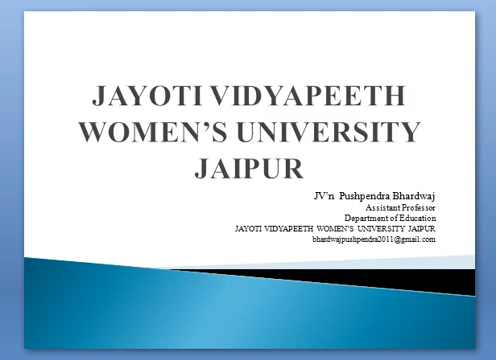 JAYOTI VIDYAPEETH
WOMEN'S UNIVERSITY
JAIPUR
JV'n Pushpendra Bhardwaj
Assistant Professor
Department of Education
JAYOTI VIDYAPEETH WOMEN'S UNIVERSITY JAIPUR
bhardwajpushpendra2011@gmail.com